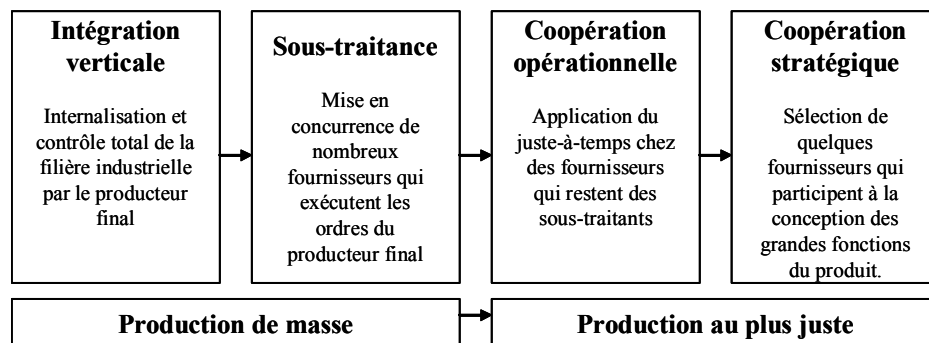 Intégration
verticale
Internalisation et
contrôle total de la
filière industrielle
par le producteur
final
Sous-traitance
Mise en
concurrence de
nombreux
fournisseurs qui
exécutent les
ordres du
producteur final
Coopération
opérationnelle
Application du
juste-à-temps chez
des fournisseurs
qui restent des
sous-traitants
Coopération
stratégique
Sélection de
quelques
fournisseurs qui
participent à la
conception des
grandes fonctions
du produit.
Production de masse
Production au plus juste